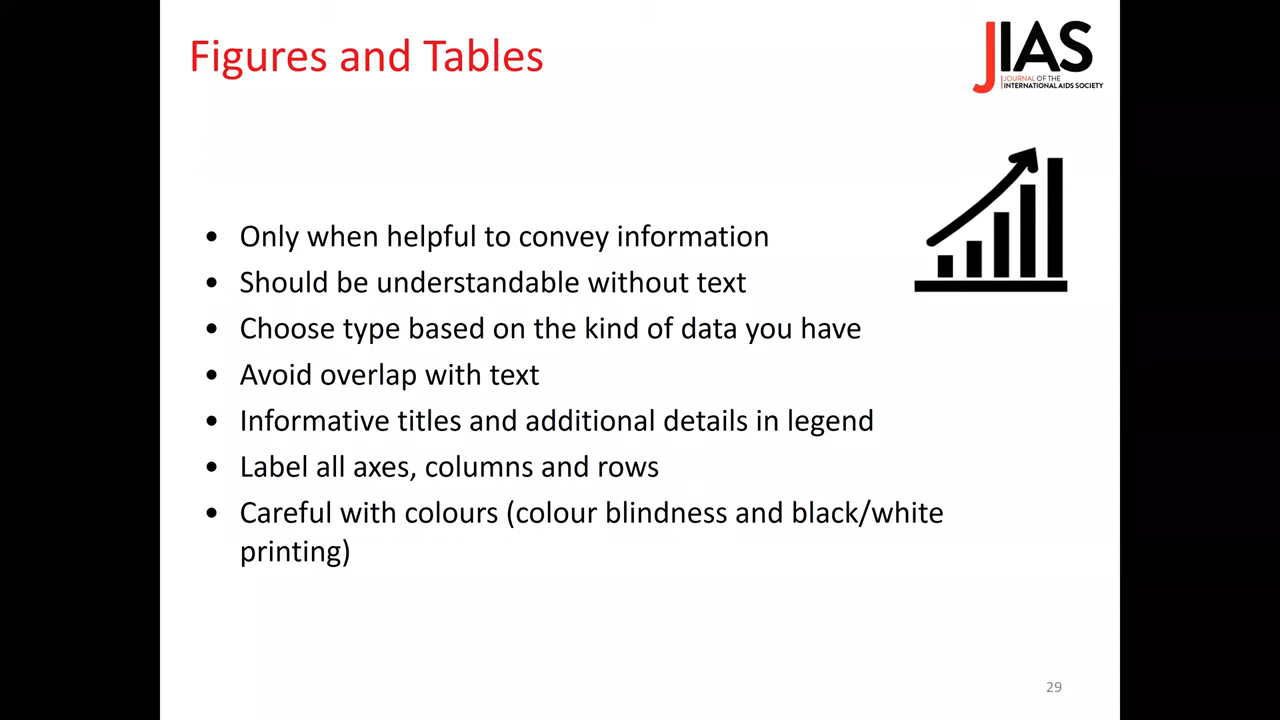 Figures and Tables
JIAS
JOURNAL OF THE
INTERNATIONAL AIDS SOCIETY
• Only when helpful to convey information
• Should be understandable without text
• Choose type based on the kind of data you have
• Avoid overlap with text
• Informative titles and additional details in legend
• Label all axes, columns and rows
• Careful with colours (colour blindness and black/white
printing)
29